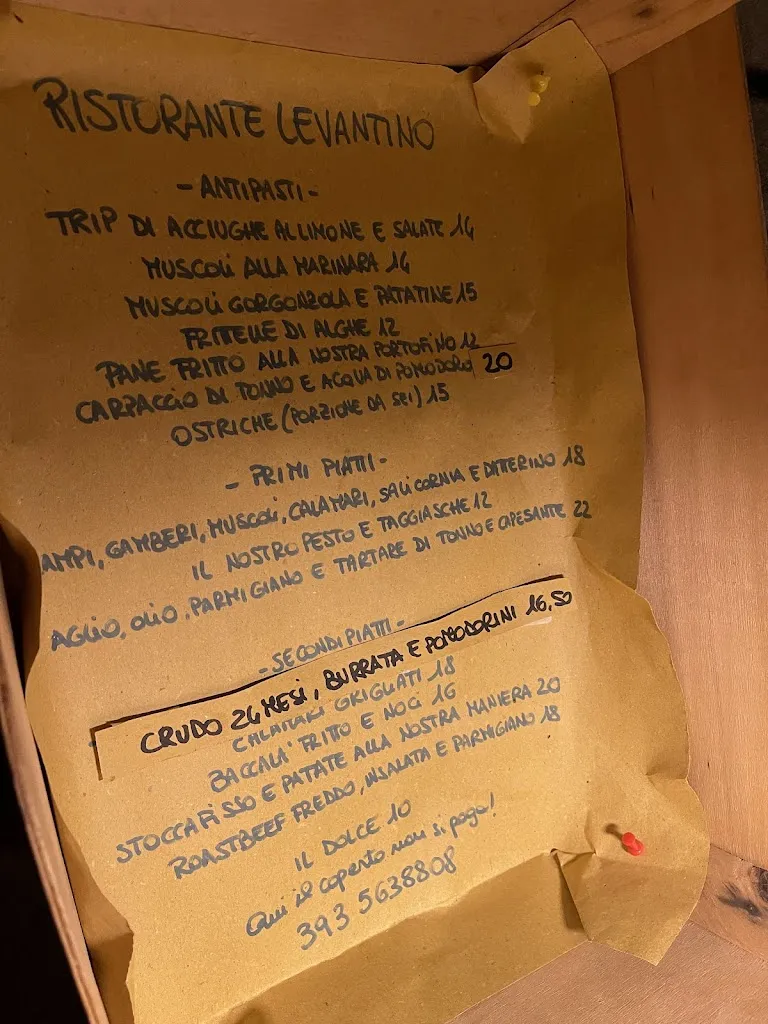 RISTORANTE LEVANTINO
- ANTIPASTI -
TRIP DI ACCIUGHE AL LIMONE E SALATE 14
MUSCOLI ALLA MARINARA 14
MUSCOLI GORGONZOLA E PATATINE 15
FRITELLE DI ALGHE 12
PANE FRITTO ALLA NOSTRA PORTOFINO 12
CARPACCIO DI TONNO E ACQUA DI POMODORO 20
OSTRICHE (PORZIONE DA SEI) 15
- PRIMI PIATTI -
AMPI, GAMBERI, MUSCOLI, CALAMARI, SALICORNIA E DATTERINO 18
IL NOSTRO PESTO E TAGGIASCHE 12
AGLIO, OLIO, PARMIGIANO E TARTARE DI TONNO E CAPESANTE 22
- SECONDI PIATTI -
CRUDO 24 MESI, BURRATA E POMODORINI 16,50
CALAMARI GRIGLIATI 18
BACCALA' FRITTO E NOCI 16
STOCCAFISSO E PATATE ALLA NOSTRA MANIERA 20
ROASTBEEF FREDDO, INSALATA E PARMIGIANO 18
IL DOLCE 10
Qui il coperto non si paga!
393 5638808